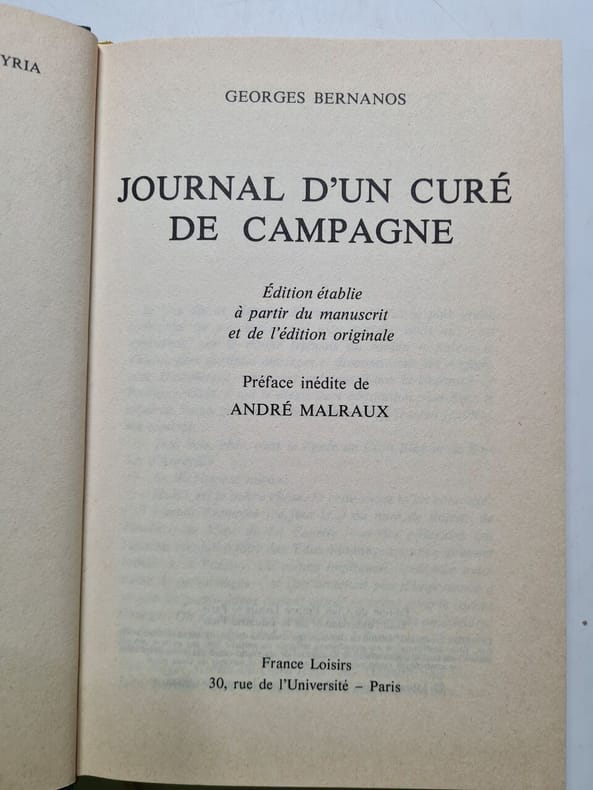 YRIA
GEORGES BERNANOS
JOURNAL D'UN CURÉ
DE CAMPAGNE
Édition établie
à partir du manuscrit
et de l'édition originale
Préface inédite de
ANDRÉ MALRAUX
France Loisirs
30, rue de l'Université – Paris